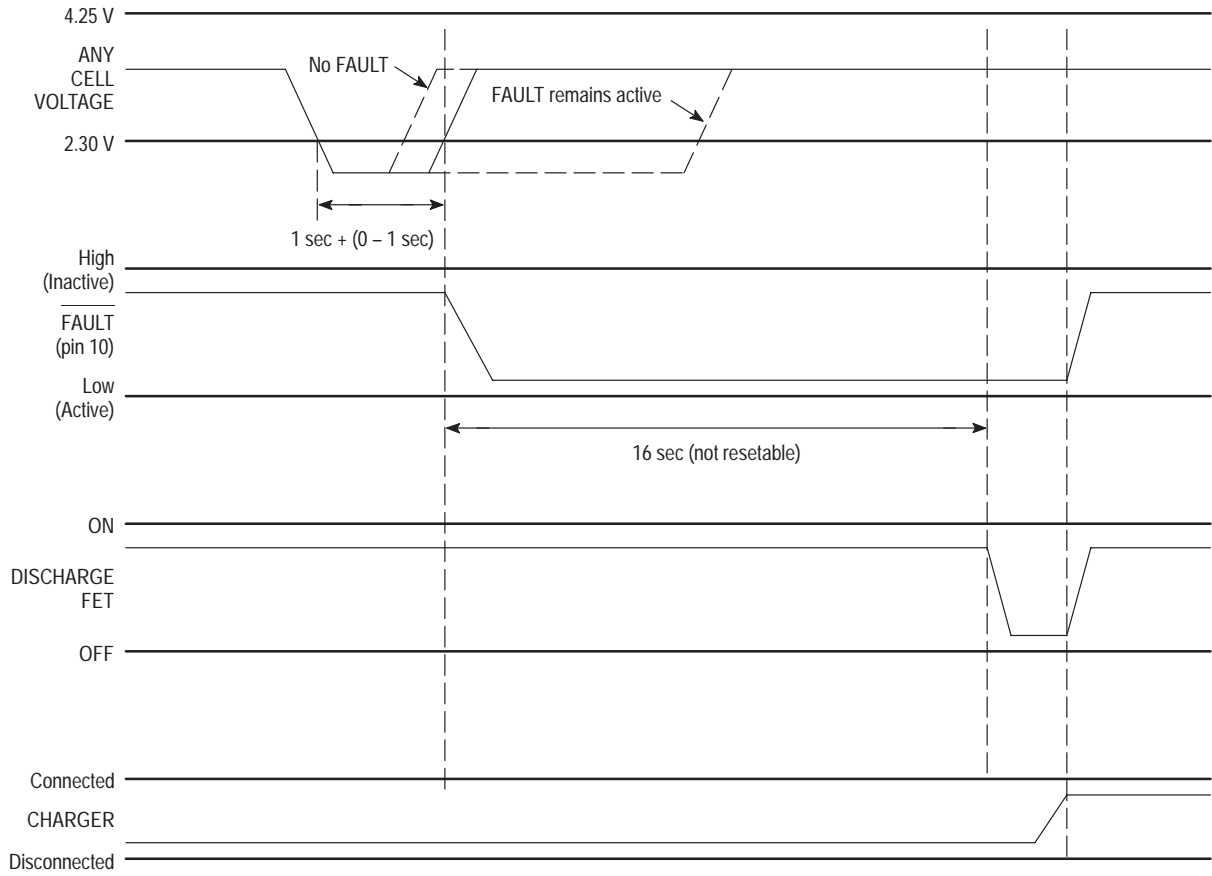 4.25 V
ANY
CELL
VOLTAGE
No FAULT
FAULT remains active
2.30 V
1 sec + (0 – 1 sec)
High
(Inactive)
FAULT
(pin 10)
Low
(Active)
16 sec (not resetable)
ON
DISCHARGE
FET
OFF
Connected
CHARGER
Disconnected